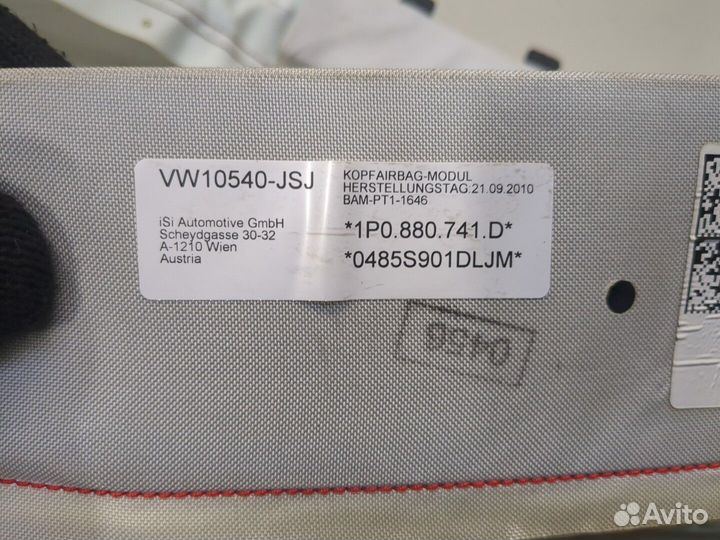 VW10540-JSJ
iSi Automotive GmbH
Scheydgasse 30-32
A-1210 Wien
Austria
KOPFAIRBAG-MODUL
HERSTELLUNGSTAG:21.09.2010
BAM-PT1-1646
*1P0.880.741.D*
*0485S901DLJM*
0456
Avito